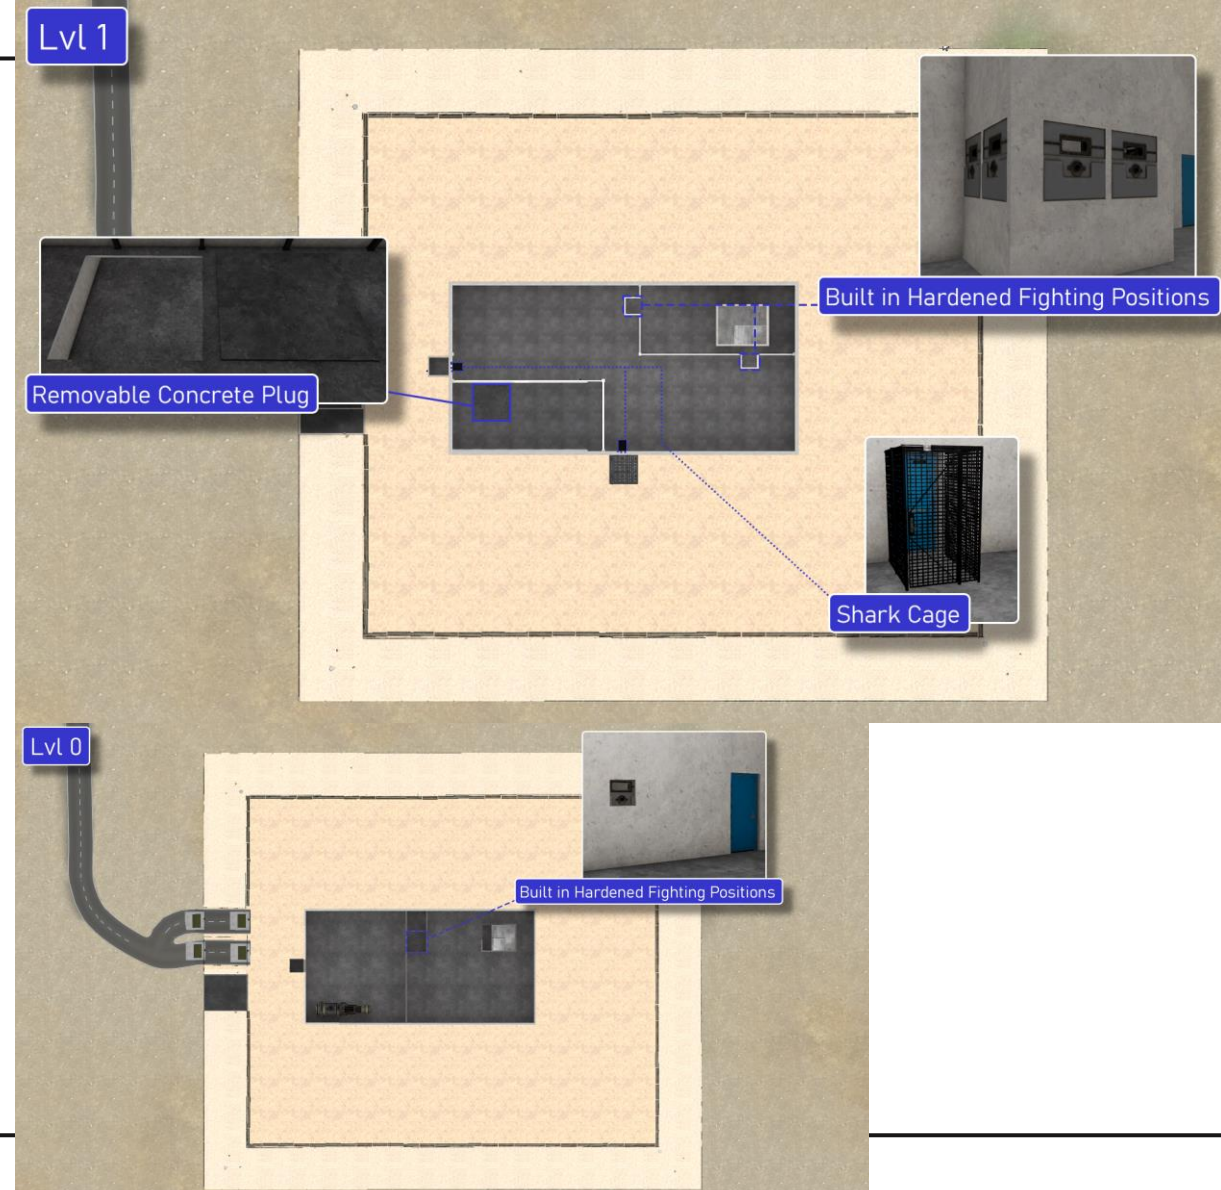 Lvl 1
Built in Hardened Fighting Positions
Removable Concrete Plug
Shark Cage
Lvl 0
Built in Hardened Fighting Positions